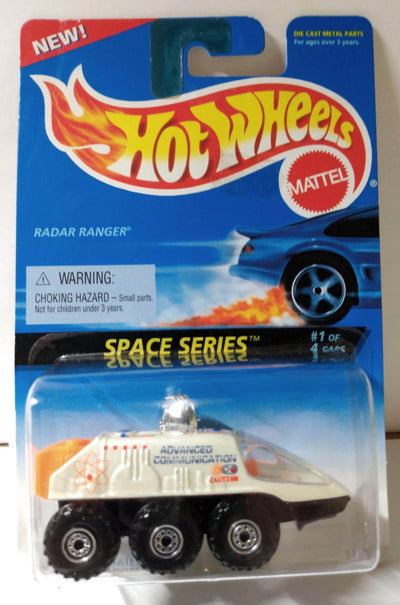 NEW!
DIE CAST METAL PARTS
For ages over 3 years.
HOT WHEELS
MATTEL
®
RADAR RANGER®
⚠ WARNING:
CHOKING HAZARD – Small parts.
Not for children under 3 years.
SPACE SERIES™
#1 OF
4 CARS
ADVANCED
COMMUNICATION